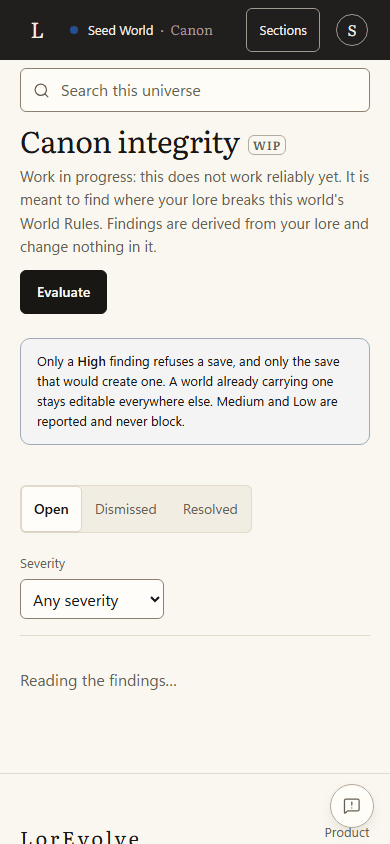 L Seed World · Canon Sections S
Search this universe
Canon integrity WIP
Work in progress: this does not work reliably yet. It is
meant to find where your lore breaks this world's
World Rules. Findings are derived from your lore and
change nothing in it.
Evaluate
Only a High finding refuses a save, and only the save
that would create one. A world already carrying one
stays editable everywhere else. Medium and Low are
reported and never block.
Open Dismissed Resolved
Severity
Any severity
Reading the findings...
LorEvolve
Product